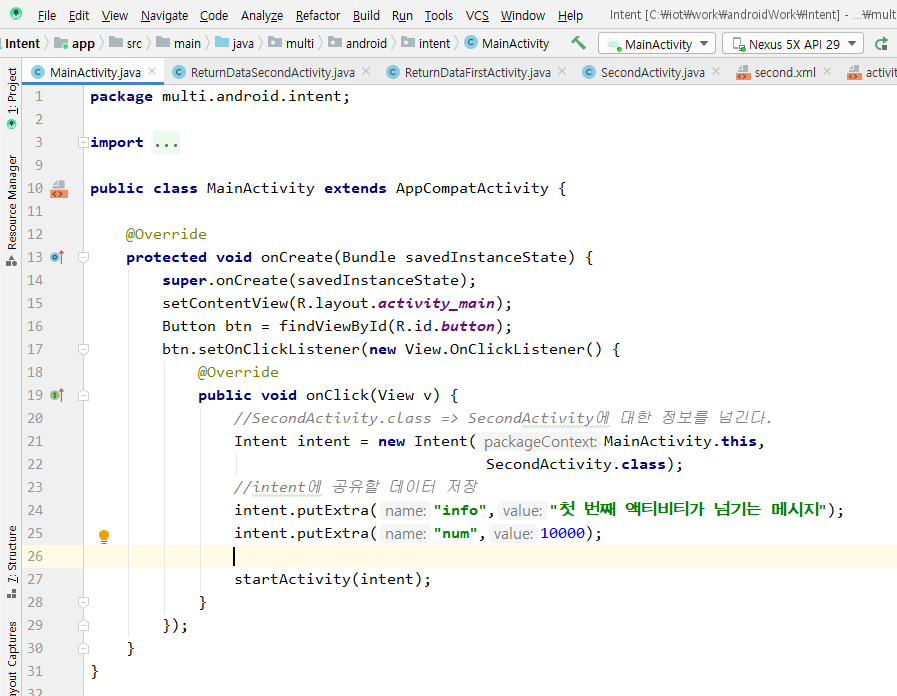 File Edit View Navigate Code Analyze Refactor Build Run Tools VCS Window Help Intent [C:₩iot₩work₩androidWork₩Intent] - ...₩mult
Intent app src main java multi android intent MainActivity MainActivity Nexus 5X API 29
MainActivity.java ReturnDataSecondActivity.java ReturnDataFirstActivity.java SecondActivity.java second.xml activit
1: Project
Resource Manager
7: Structure
ayout Captures
1 package multi.android.intent;
2
3 import ...
9
10 public class MainActivity extends AppCompatActivity {
11
12 @Override
13 protected void onCreate(Bundle savedInstanceState) {
14 super.onCreate(savedInstanceState);
15 setContentView(R.layout.activity_main);
16 Button btn = findViewById(R.id.button);
17 btn.setOnClickListener(new View.OnClickListener() {
18 @Override
19 public void onClick(View v) {
20 //SecondActivity.class => SecondActivity에 대한 정보를 넘긴다.
21 Intent intent = new Intent( packageContext: MainActivity.this,
22 SecondActivity.class);
23 //intent에 공유할 데이터 저장
24 intent.putExtra( name: "info", value: "첫 번째 액티비티가 넘기는 메시지");
25 intent.putExtra( name: "num", value: 10000);
26
27 startActivity(intent);
28 }
29 });
30 }
31 }
32